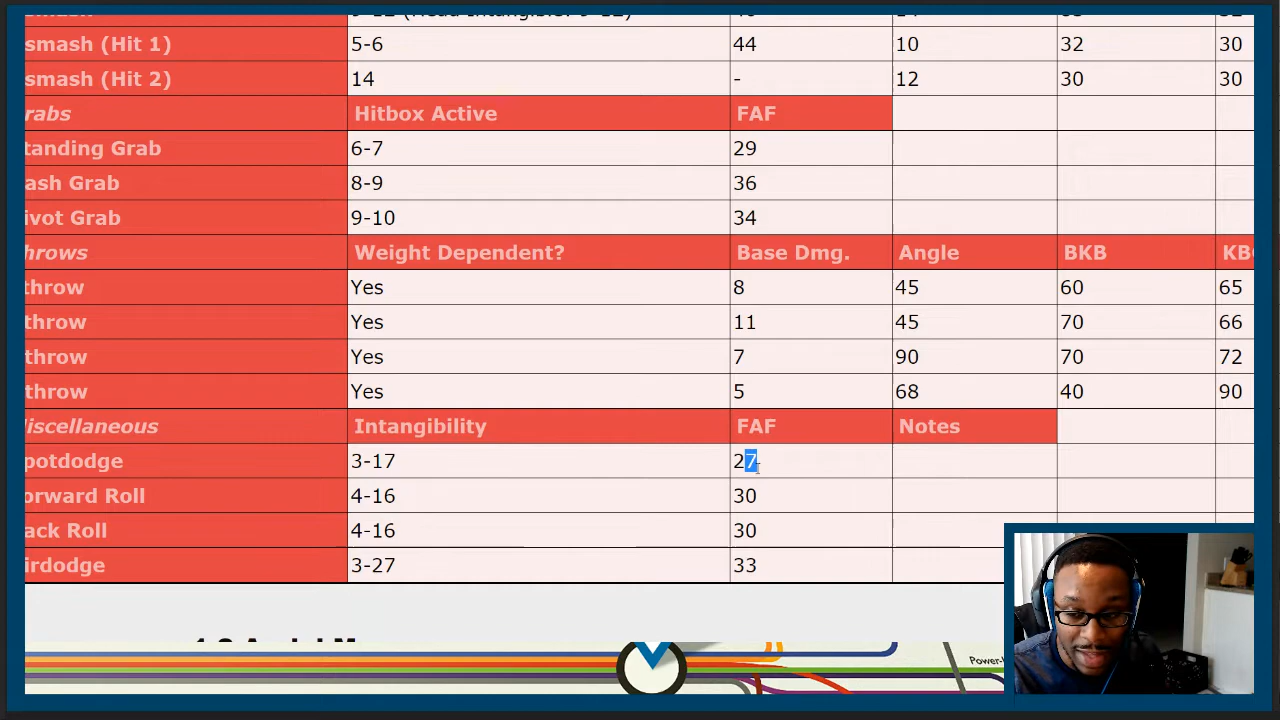 smash (Hit 1) 5-6 44 10 32 30
smash (Hit 2) 14 - 12 30 30
rabs Hitbox Active FAF
tanding Grab 6-7 29
ash Grab 8-9 36
ivot Grab 9-10 34
hrows Weight Dependent? Base Dmg. Angle BKB KB
throw Yes 8 45 60 65
throw Yes 11 45 70 66
throw Yes 7 90 70 72
throw Yes 5 68 40 90
iscellaneous Intangibility FAF Notes
potdodge 3-17 27
orward Roll 4-16 30
ack Roll 4-16 30
irdodge 3-27 33
Power-